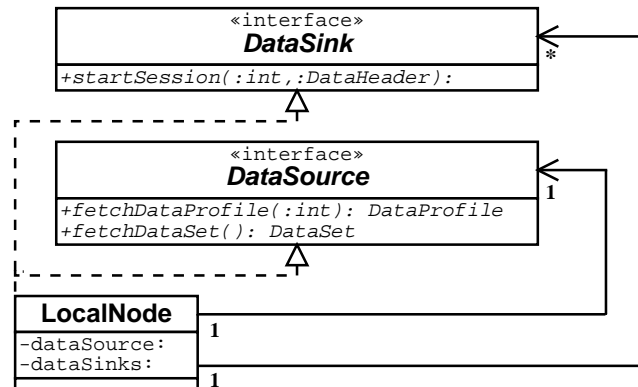 «interface»
DataSink
+startSession(:int,:DataHeader):
*
«interface»
DataSource
+fetchDataProfile(:int): DataProfile
+fetchDataSet(): DataSet
1
LocalNode
1
-dataSource:
-dataSinks:
1